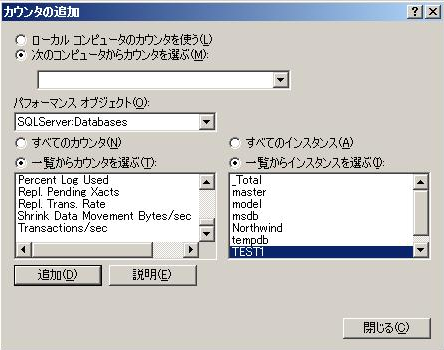 カウンタの追加
ローカル コンピュータのカウンタを使う(L)
次のコンピュータからカウンタを選ぶ(M):
パフォーマンス オブジェクト(O):
SQLServer:Databases
すべてのカウンタ(N)
一覧からカウンタを選ぶ(T):
Percent Log Used
Repl. Pending Xacts
Repl. Trans. Rate
Shrink Data Movement Bytes/sec
Transactions/sec
すべてのインスタンス(A)
一覧からインスタンスを選ぶ(I):
_Total
master
model
msdb
Northwind
tempdb
TEST1
追加(D)
説明(E)
閉じる(C)